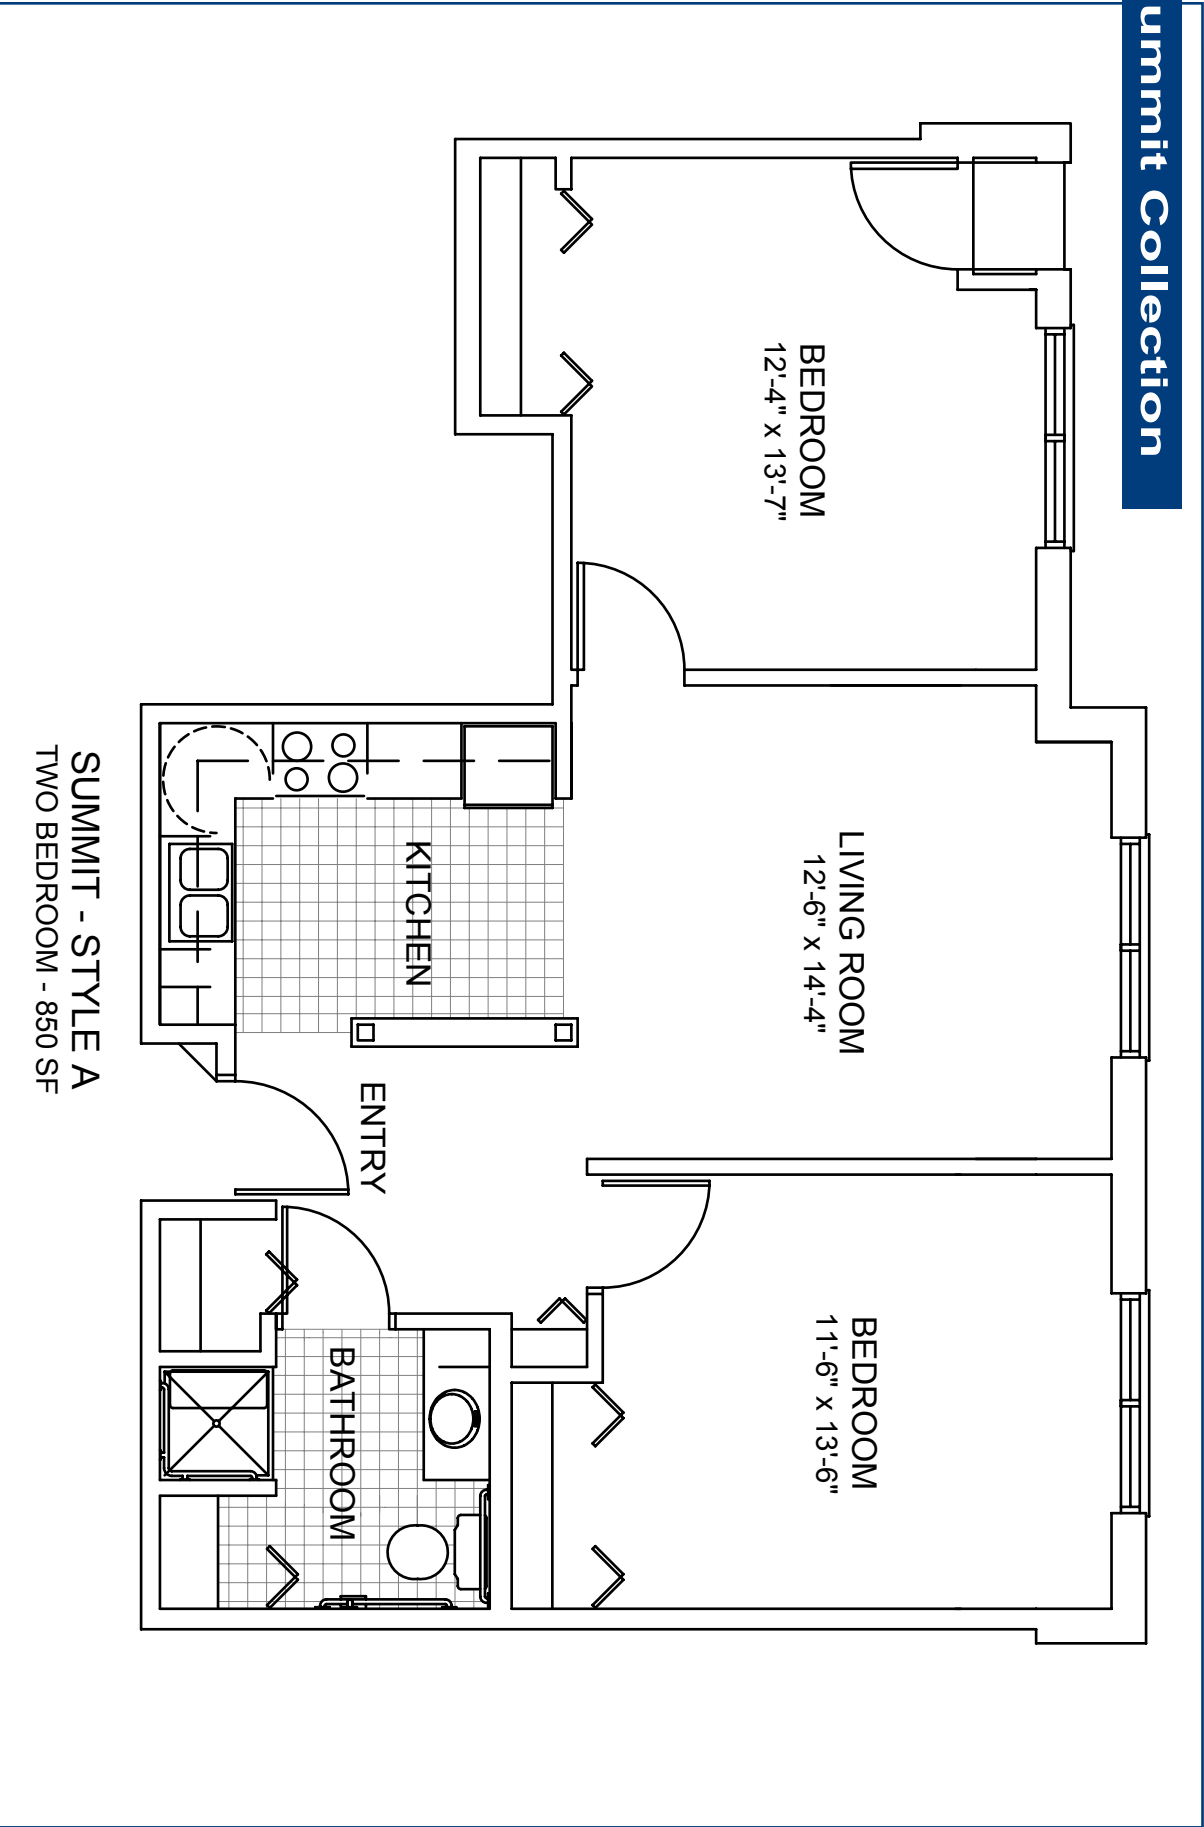 ummit Collection
BEDROOM
12'-4" x 13'-7"
LIVING ROOM
12'-6" x 14'-4"
BEDROOM
11'-6" x 13'-6"
KITCHEN
ENTRY
BATHROOM
SUMMIT - STYLE A
TWO BEDROOM - 850 SF